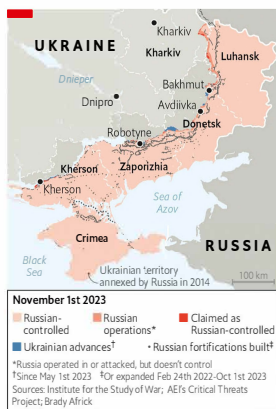 Kharkiv
UKRAINE
Kharkiv
Luhansk
Dnieper
Bakhmut
Dnipro
Avdiivka
Donetsk
Robotyne
Zaporizhia
Kherson
Kherson
Sea of
Azov
Crimea
RUSSIA
Black
Sea
Ukrainian territory
annexed by Russia in 2014
100 km
November 1st 2023
Russian-
controlled
Russian
operations*
Claimed as
Russian-controlled
Ukrainian advances†
Russian fortifications built‡
*Russia operated in or attacked, but doesn't control
†Since May 1st 2023 ‡Or expanded Feb 24th 2022-Oct 1st 2023
Sources: Institute for the Study of War; AEI's Critical Threats
Project; Brady Africk